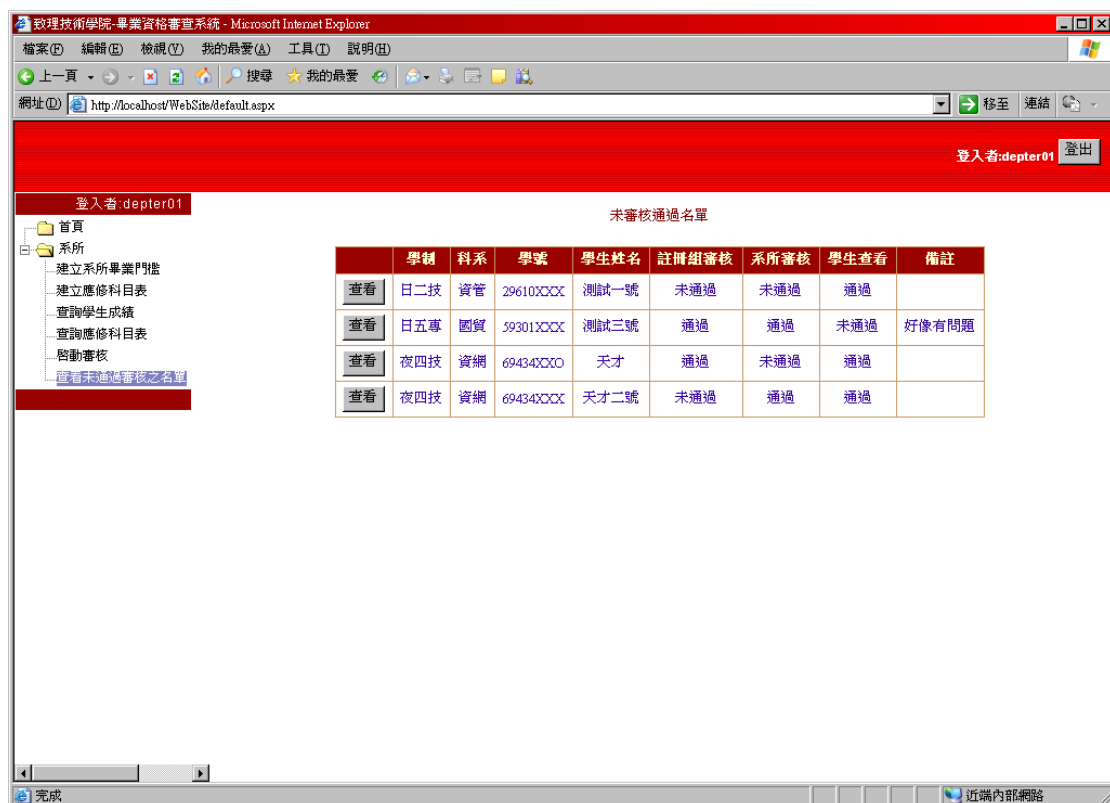 致理技術學院-畢業資格審查系統 - Microsoft Internet Explorer
檔案(F) 編輯(E) 檢視(V) 我的最愛(A) 工具(T) 說明(H)
上一頁 搜尋 我的最愛
網址(D) http://localhost/WebSite/default.aspx 移至 連結
登入者:depter01 登出
登入者:depter01
首頁
系所
建立系所畢業門檻
建立應修科目表
查詢學生成績
查詢應修科目表
啓動審核
查看未通過審核之名單
未審核通過名單
學制 科系 學號 學生姓名 註冊組審核 系所審核 學生查看 備註
查看 日二技 資管 29610XXX 測試一號 未通過 未通過 通過
查看 日五專 國貿 59301XXX 測試三號 通過 通過 未通過 好像有問題
查看 夜四技 資網 69434XXO 天才 通過 未通過 通過
查看 夜四技 資網 69434XXX 天才二號 未通過 通過 通過
完成 近端內部網路